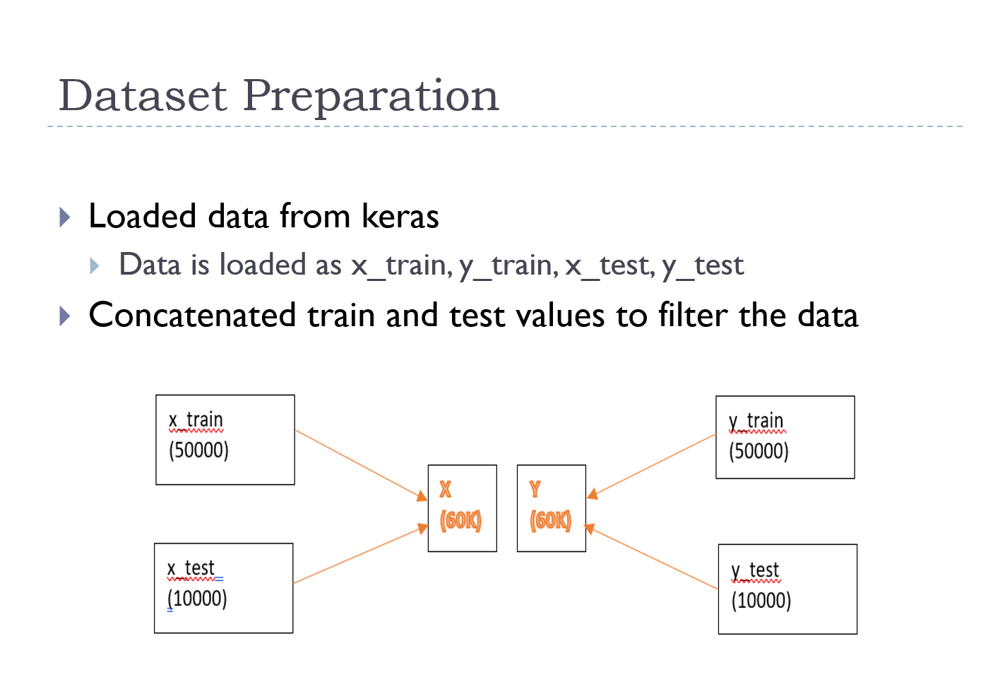 Dataset Preparation
Loaded data from keras
Data is loaded as x_train, y_train, x_test, y_test
Concatenated train and test values to filter the data
x_train
(50000)
y_train
(50000)
X
(60K)
Y
(60K)
x_test
(10000)
y_test
(10000)